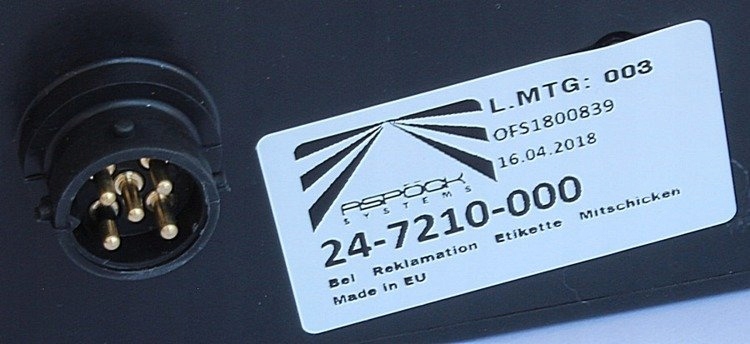 L.MTG: 003
OFS1800839
16.04.2018
ASPÖCK
SYSTEMS
24-7210-000
Bei Reklamation Etikette Mitschicken
Made in EU